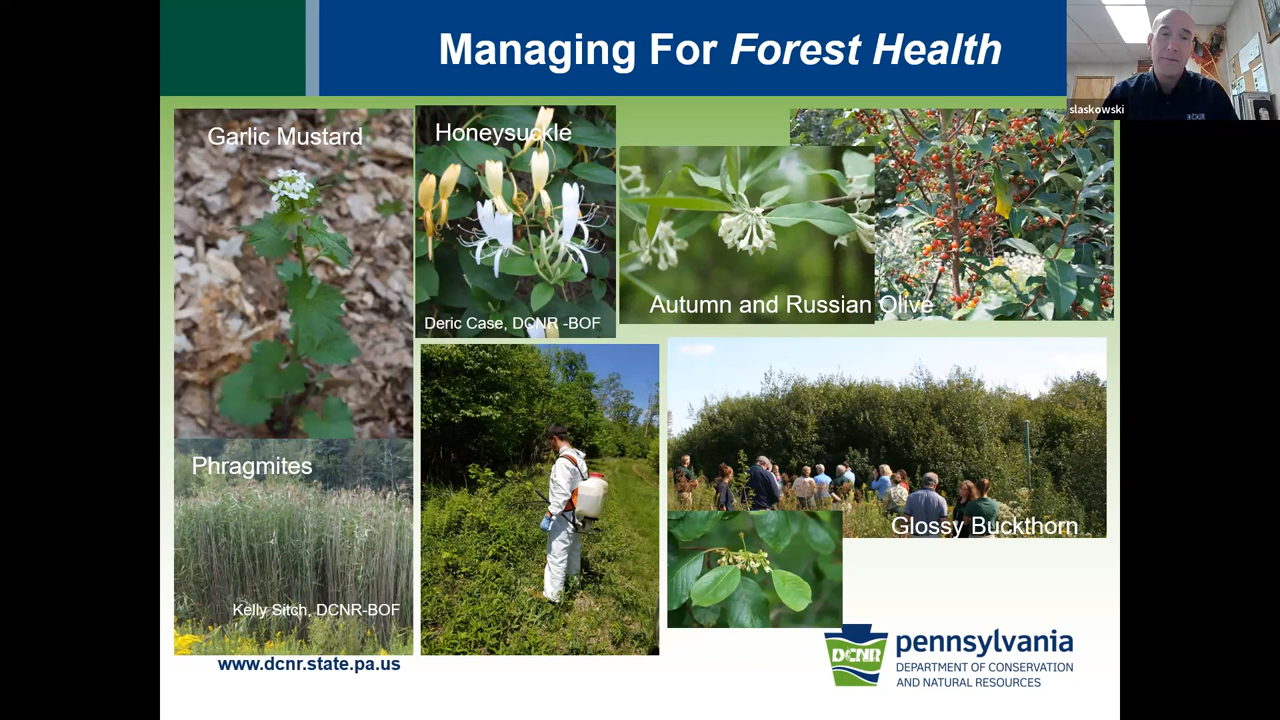 Managing For Forest Health
slaskowski
Garlic Mustard
Honeysuckle
Deric Case, DCNR -BOF
Autumn and Russian Olive
Phragmites
Kelly Sitch, DCNR-BOF
Glossy Buckthorn
www.dcnr.state.pa.us
DCNR
pennsylvania
DEPARTMENT OF CONSERVATION
AND NATURAL RESOURCES